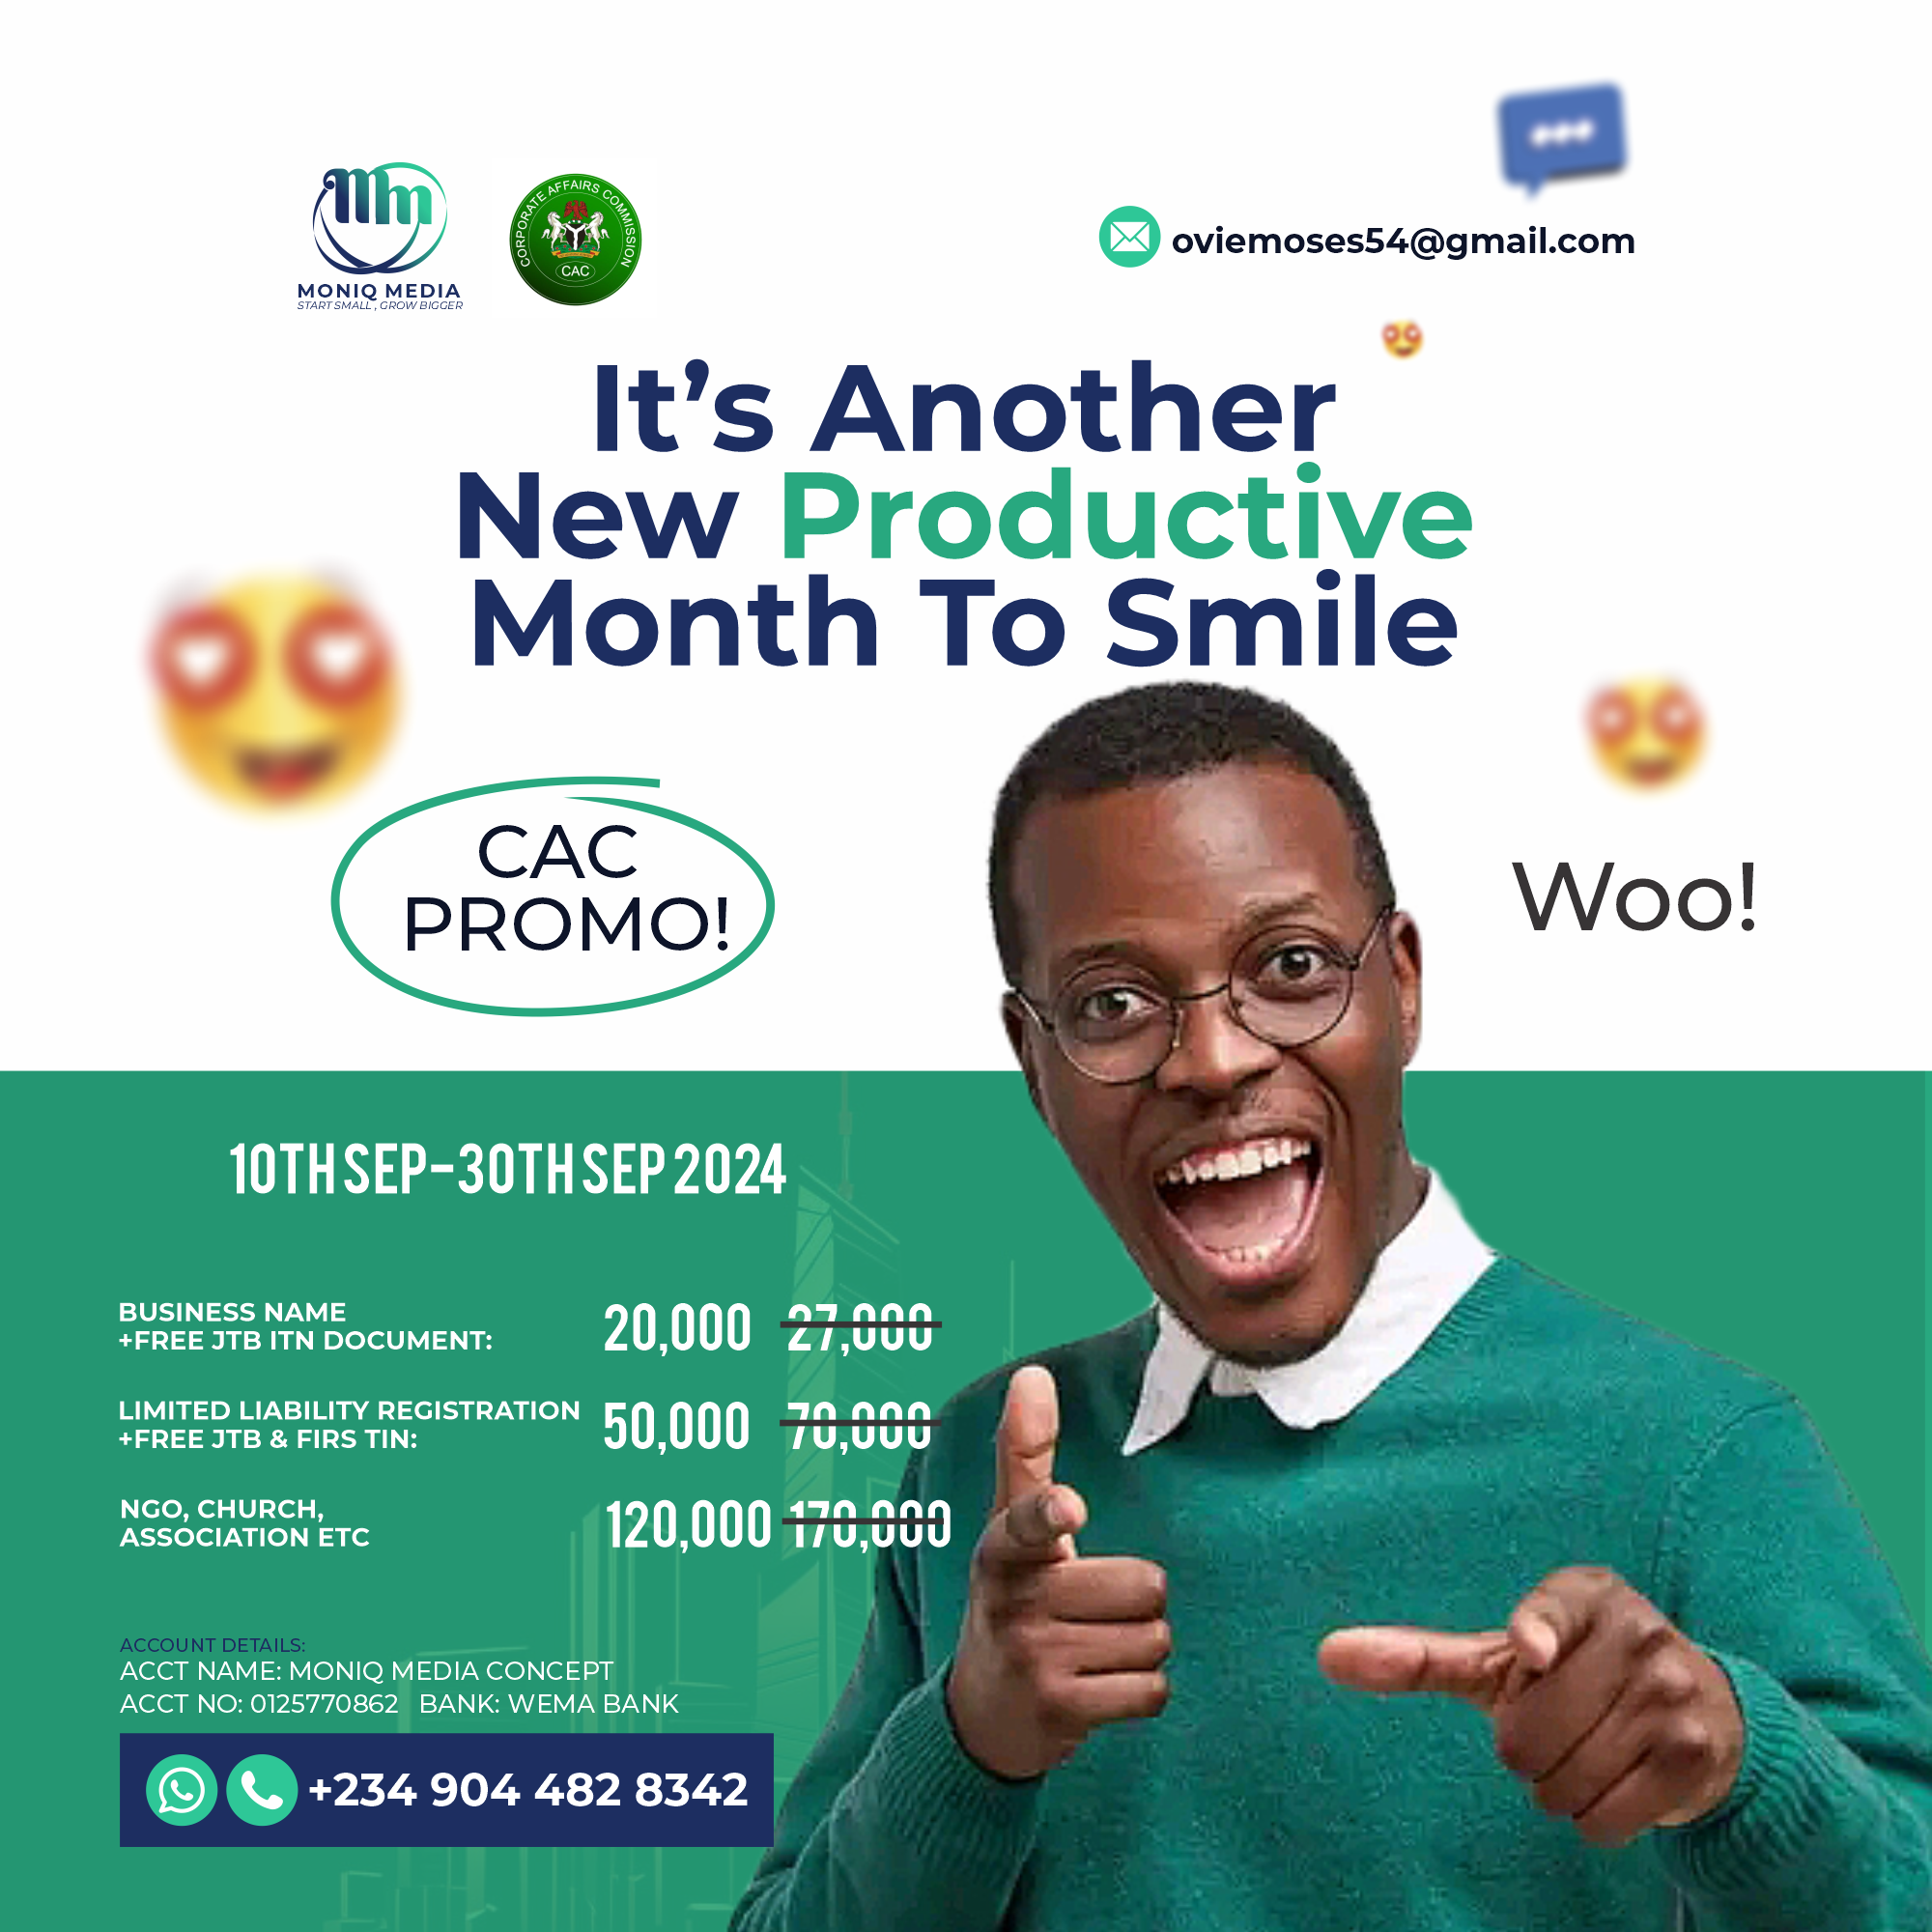 Mm
MONIQ MEDIA
START SMALL , GROW BIGGER
CORPORATE AFFAIRS COMMISSION
CAC
oviemoses54@gmail.com
It’s Another
New Productive
Month To Smile
CAC
PROMO!
Woo!
10TH SEP-30TH SEP 2024
BUSINESS NAME
+FREE JTB ITN DOCUMENT: 20,000 27,000
LIMITED LIABILITY REGISTRATION
+FREE JTB & FIRS TIN: 50,000 70,000
NGO, CHURCH,
ASSOCIATION ETC 120,000 170,000
ACCOUNT DETAILS:
ACCT NAME: MONIQ MEDIA CONCEPT
ACCT NO: 0125770862 BANK: WEMA BANK
+234 904 482 8342